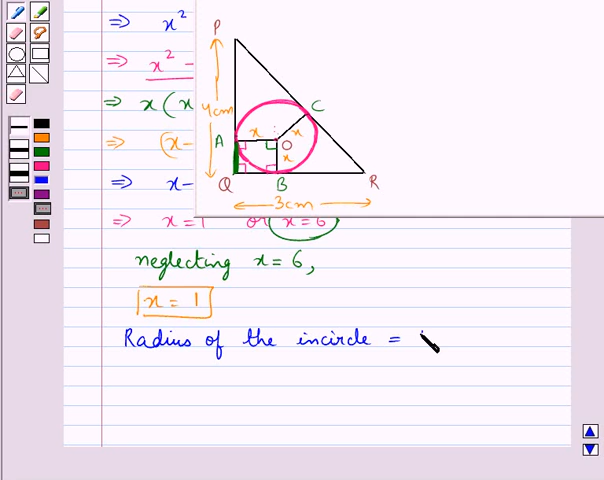 ⇒ x²
⇒ x² -
⇒ x ( x
⇒ (x-
⇒ x-
⇒ x = 1 or x = 6
P
4cm
C
A
x
x
O
x
Q
B
R
3cm
neglecting x = 6,
x = 1
Radius of the incircle =